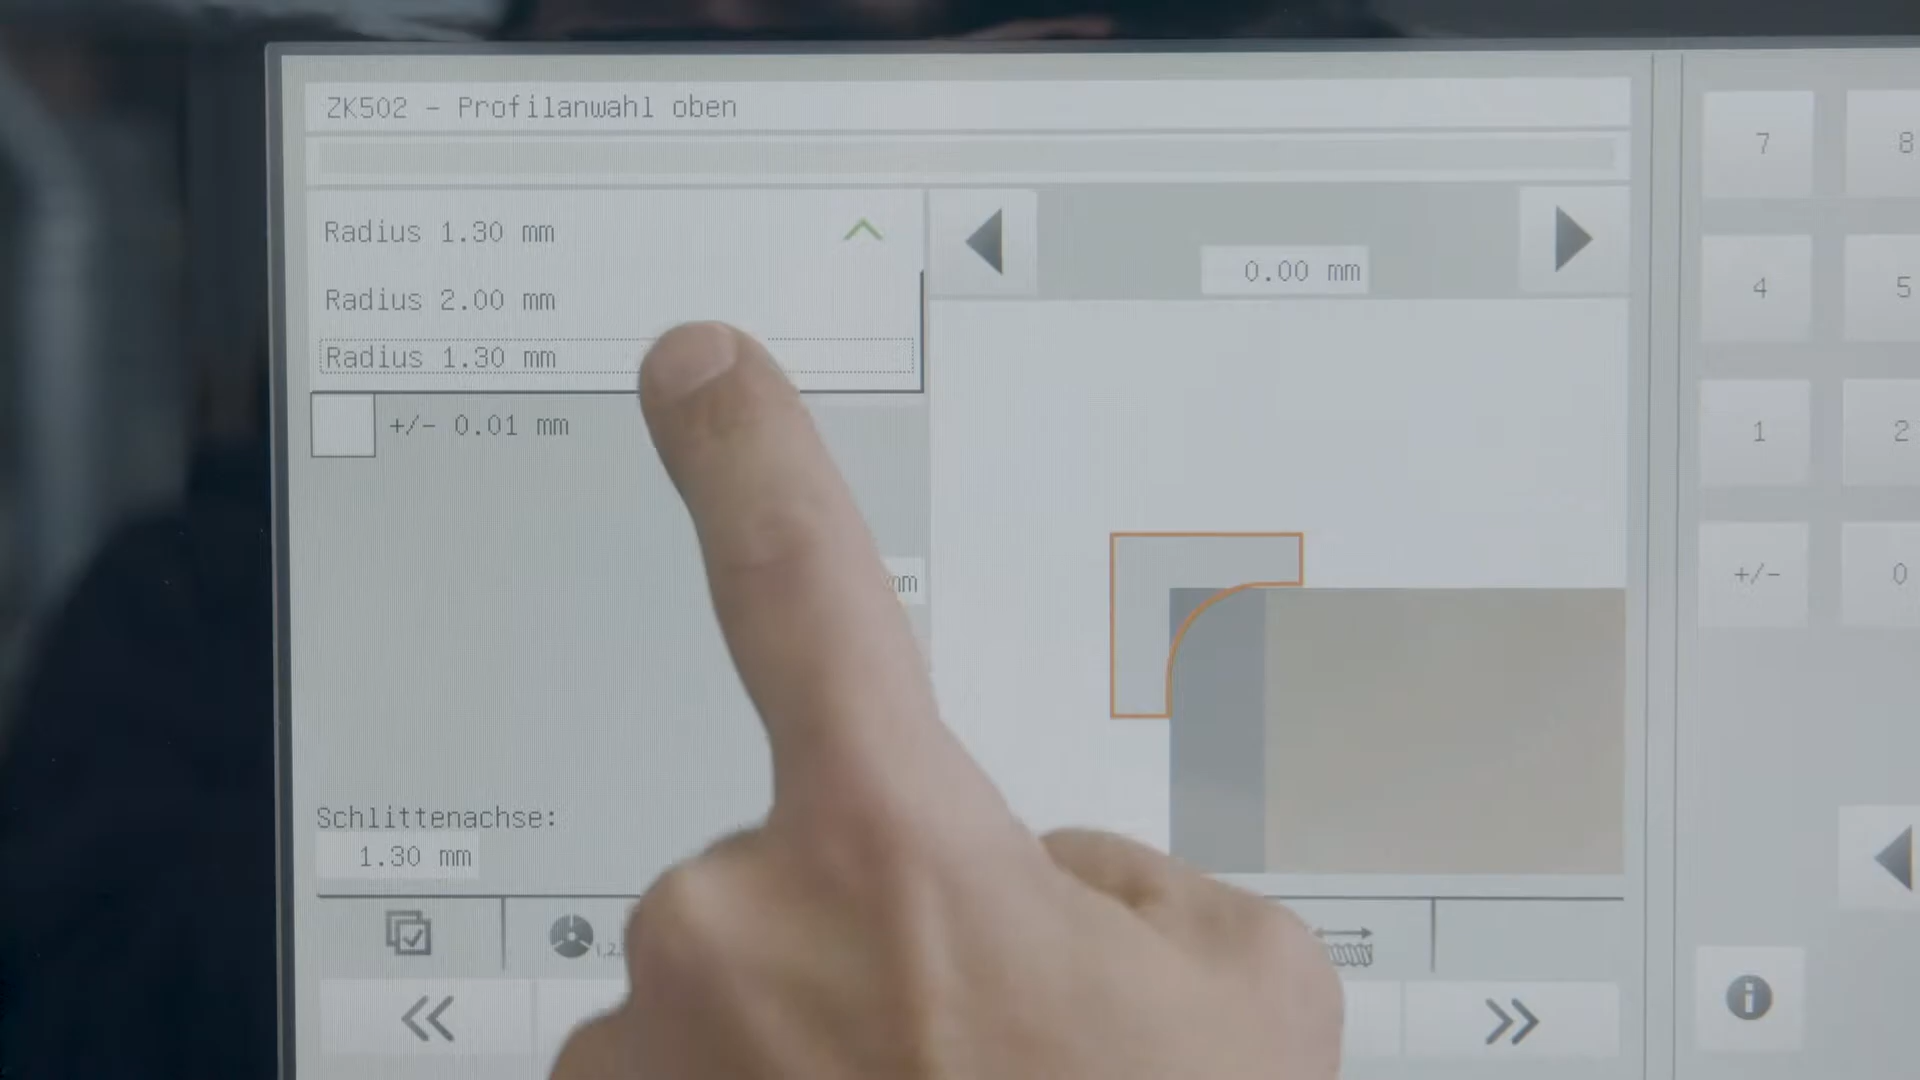 ZK502 - Profilanwahl oben
Radius 1.30 mm
Radius 2.00 mm
Radius 1.30 mm
+/- 0.01 mm
0.00 mm
mm
Schlittenachse:
1.30 mm
7 8
4 5
1 2
+/- 0